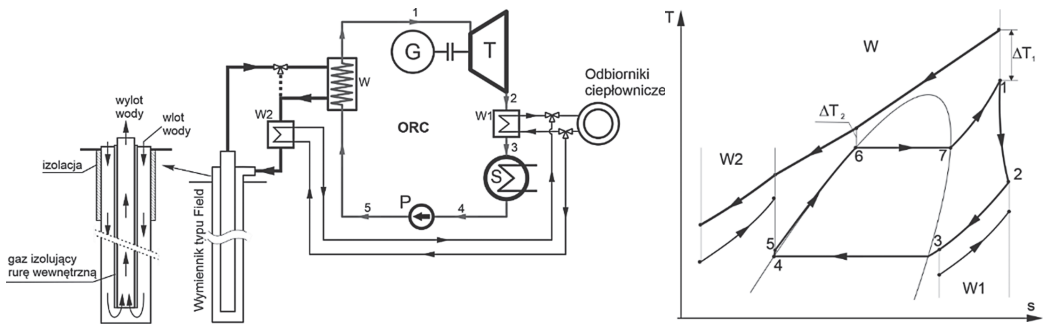 wylot
wody
wlot
wody
izolacja
gaz izolujący
rurę wewnętrzną
Wymiennik typu Field
W2
W
1
G
T
2
ORC
W1
3
S
Odbiorniki
ciepłownicze
5
P
4
T
W
ΔT₁
1
ΔT₂
6
7
W2
2
5
4
3
W1
s